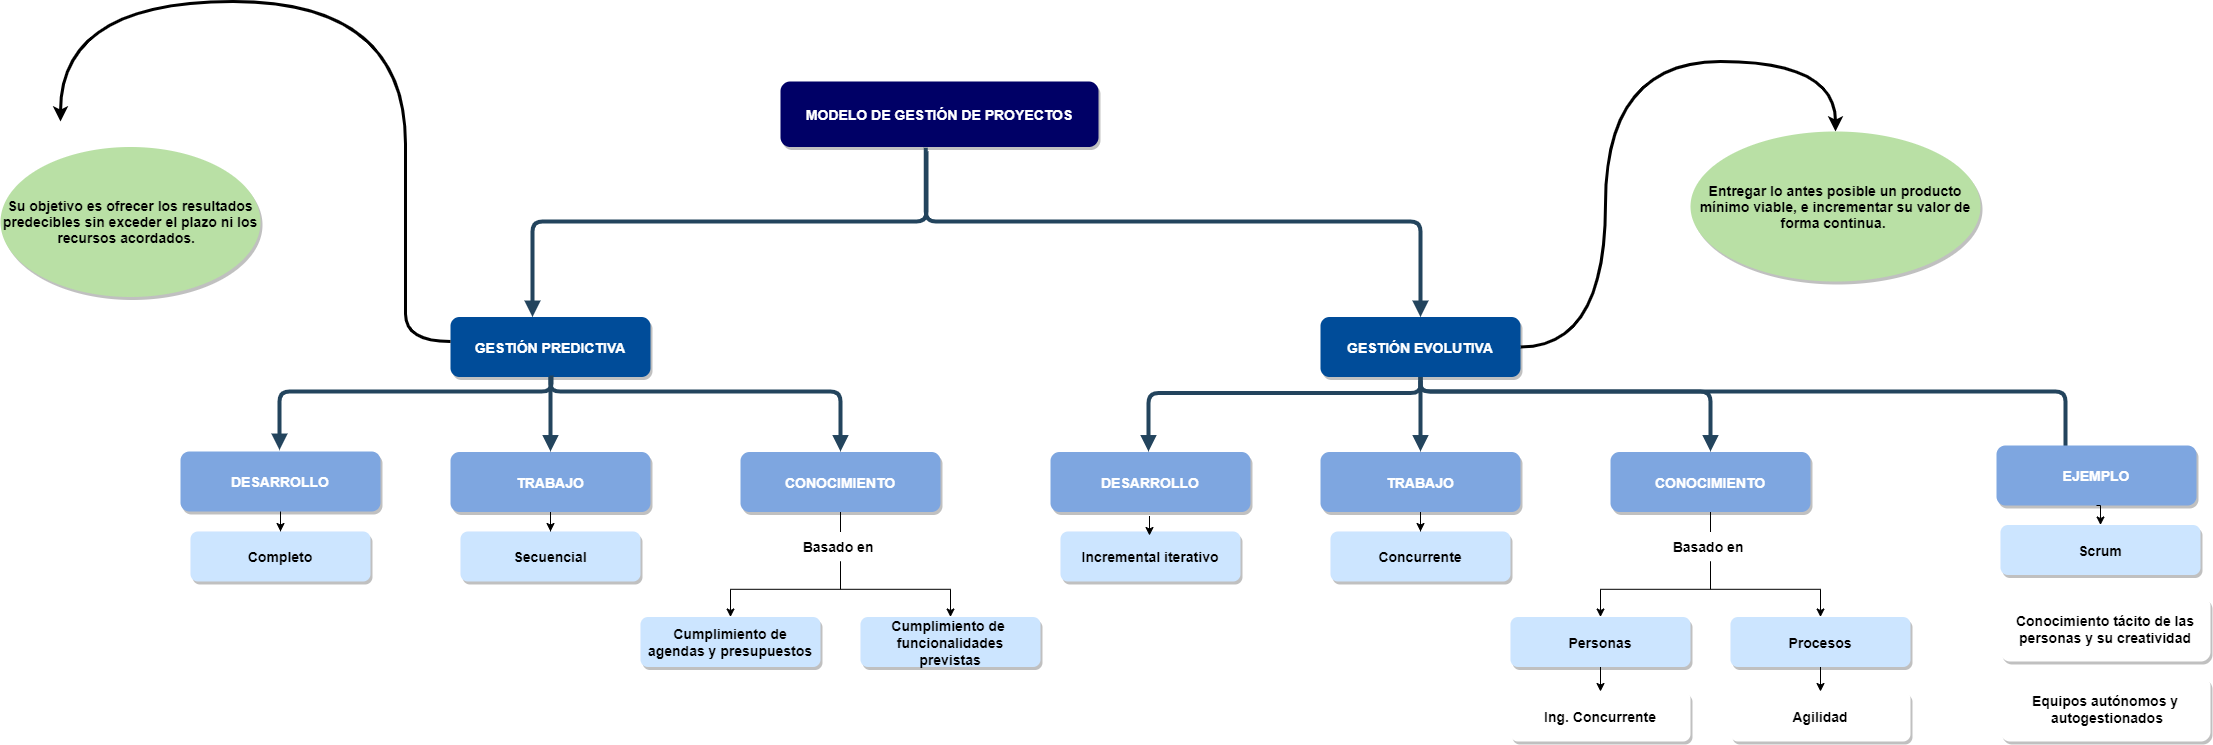 MODELO DE GESTIÓN DE PROYECTOS
Su objetivo es ofrecer los resultados
predecibles sin exceder el plazo ni los
recursos acordados.
Entregar lo antes posible un producto
mínimo viable, e incrementar su valor de
forma continua.
GESTIÓN PREDICTIVA
GESTIÓN EVOLUTIVA
DESARROLLO
TRABAJO
CONOCIMIENTO
DESARROLLO
TRABAJO
CONOCIMIENTO
EJEMPLO
Completo
Secuencial
Basado en
Incremental iterativo
Concurrente
Basado en
Scrum
Cumplimiento de
agendas y presupuestos
Cumplimiento de
funcionalidades
previstas
Personas
Procesos
Conocimiento tácito de las
personas y su creatividad
Ing. Concurrente
Agilidad
Equipos autónomos y
autogestionados